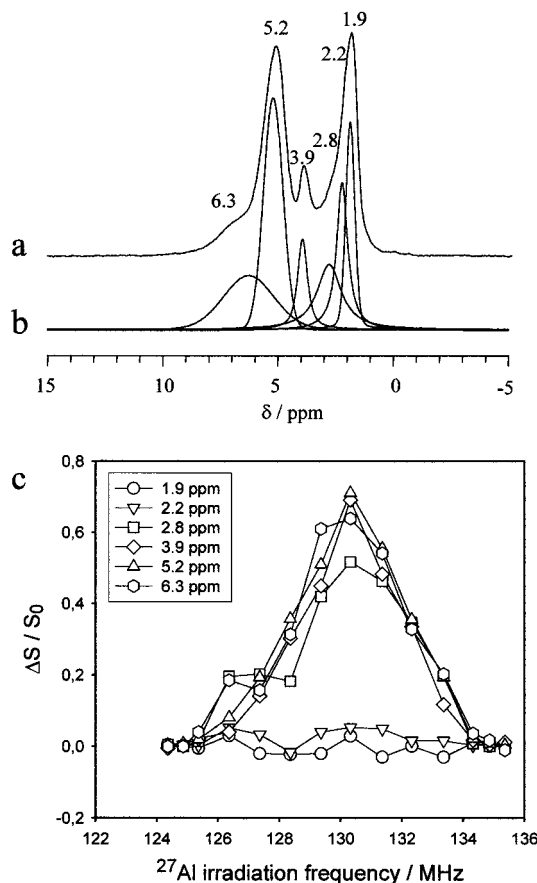 1.9
5.2
2.2
2.8
3.9
6.3
a
b
15 10 5 0 -5
δ / ppm
c
0,8
0,6
0,4
0,2
0,0
-0,2
ΔS / S₀
1.9 ppm
2.2 ppm
2.8 ppm
3.9 ppm
5.2 ppm
6.3 ppm
122 124 126 128 130 132 134 136
²⁷Al irradiation frequency / MHz